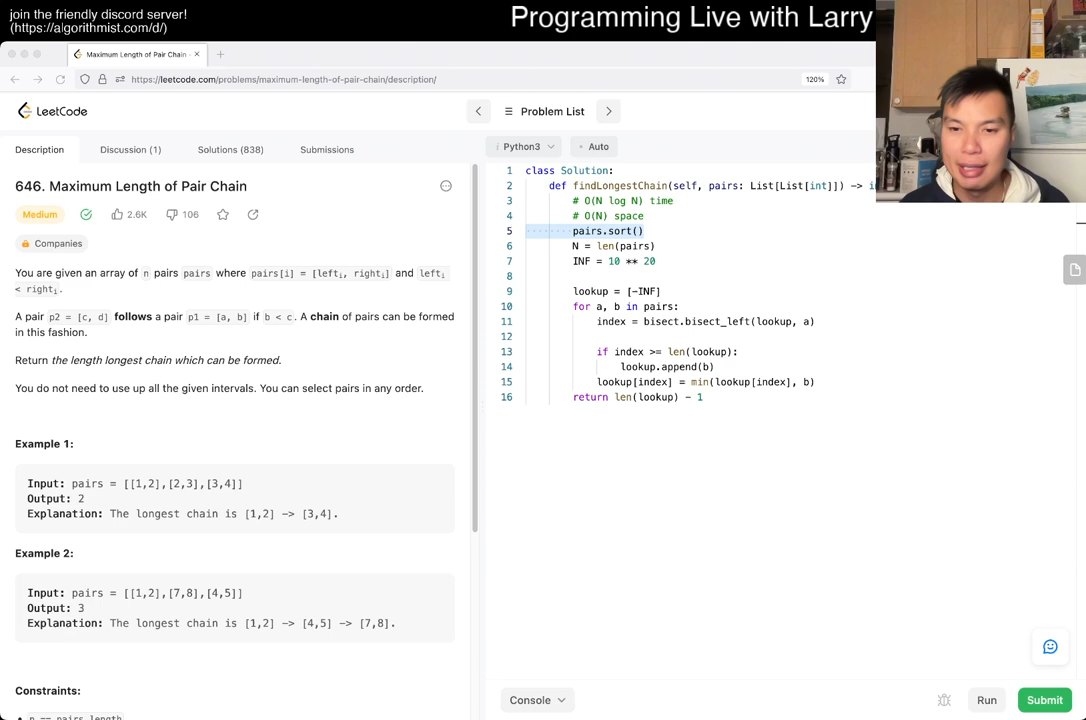 join the friendly discord server!
(https://algorithmist.com/d/)
Programming Live with Larry
Maximum Length of Pair Chain -
https://leetcode.com/problems/maximum-length-of-pair-chain/description/
120%
LeetCode
Problem List
Description
Discussion (1)
Solutions (838)
Submissions
Python3
i
Auto
646. Maximum Length of Pair Chain
Medium
2.6K
106
Companies
You are given an array of n pairs pairs where pairs[i] = [lefti, righti] and lefti
< righti.
A pair p2 = [c, d] follows a pair p1 = [a, b] if b < c. A chain of pairs can be formed
in this fashion.
Return the length longest chain which can be formed.
You do not need to use up all the given intervals. You can select pairs in any order.
Example 1:
Input: pairs = [[1,2],[2,3],[3,4]]
Output: 2
Explanation: The longest chain is [1,2] -> [3,4].
Example 2:
Input: pairs = [[1,2],[7,8],[4,5]]
Output: 3
Explanation: The longest chain is [1,2] -> [4,5] -> [7,8].
Constraints:
n == pairs.length
1 class Solution:
2 def findLongestChain(self, pairs: List[List[int]]) -> i
3 # O(N log N) time
4 # O(N) space
5 pairs.sort()
6 N = len(pairs)
7 INF = 10 ** 20
8
9 lookup = [-INF]
10 for a, b in pairs:
11 index = bisect.bisect_left(lookup, a)
12
13 if index >= len(lookup):
14 lookup.append(b)
15 lookup[index] = min(lookup[index], b)
16 return len(lookup) - 1
Console
Run
Submit